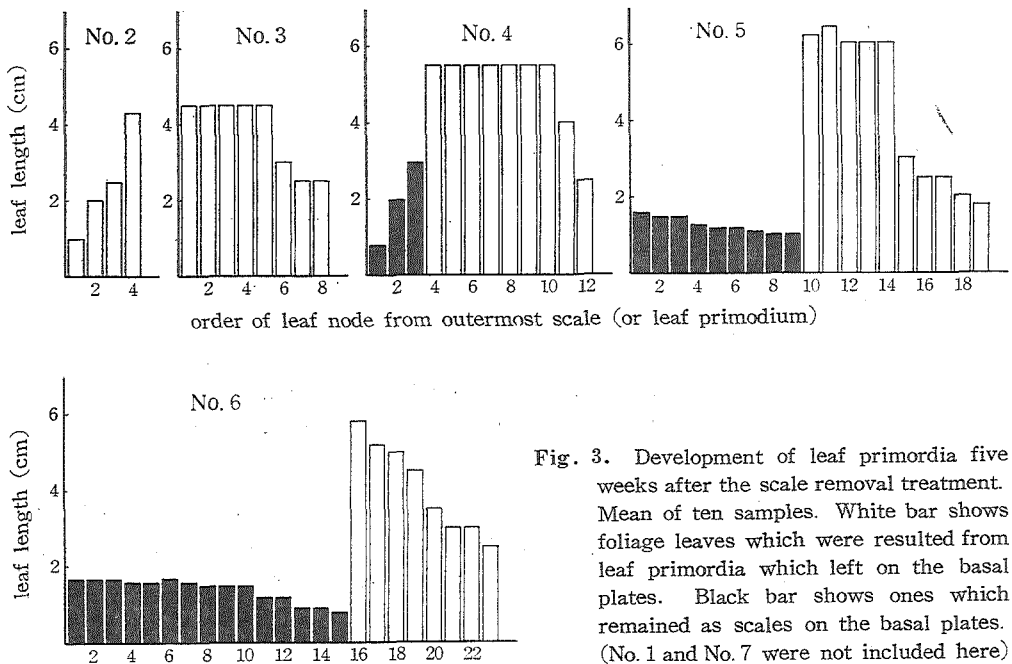 No. 2
No. 3
No. 4
No. 5
6
4
2
leaf length (cm)
2 4
6
4
2
2 4 6 8
6
4
2
2 4 6 8 10 12
6
4
2
10 12 14 16 18
2 4 6 8
order of leaf node from outermost scale (or leaf primodium)
No. 6
6
4
2
leaf length (cm)
2 4 6 8 10 12 14 16 18 20 22
Fig. 3. Development of leaf primordia five
weeks after the scale removal treatment.
Mean of ten samples. White bar shows
foliage leaves which were resulted from
leaf primordia which left on the basal
plates. Black bar shows ones which
remained as scales on the basal plates.
(No. 1 and No. 7 were not included here)